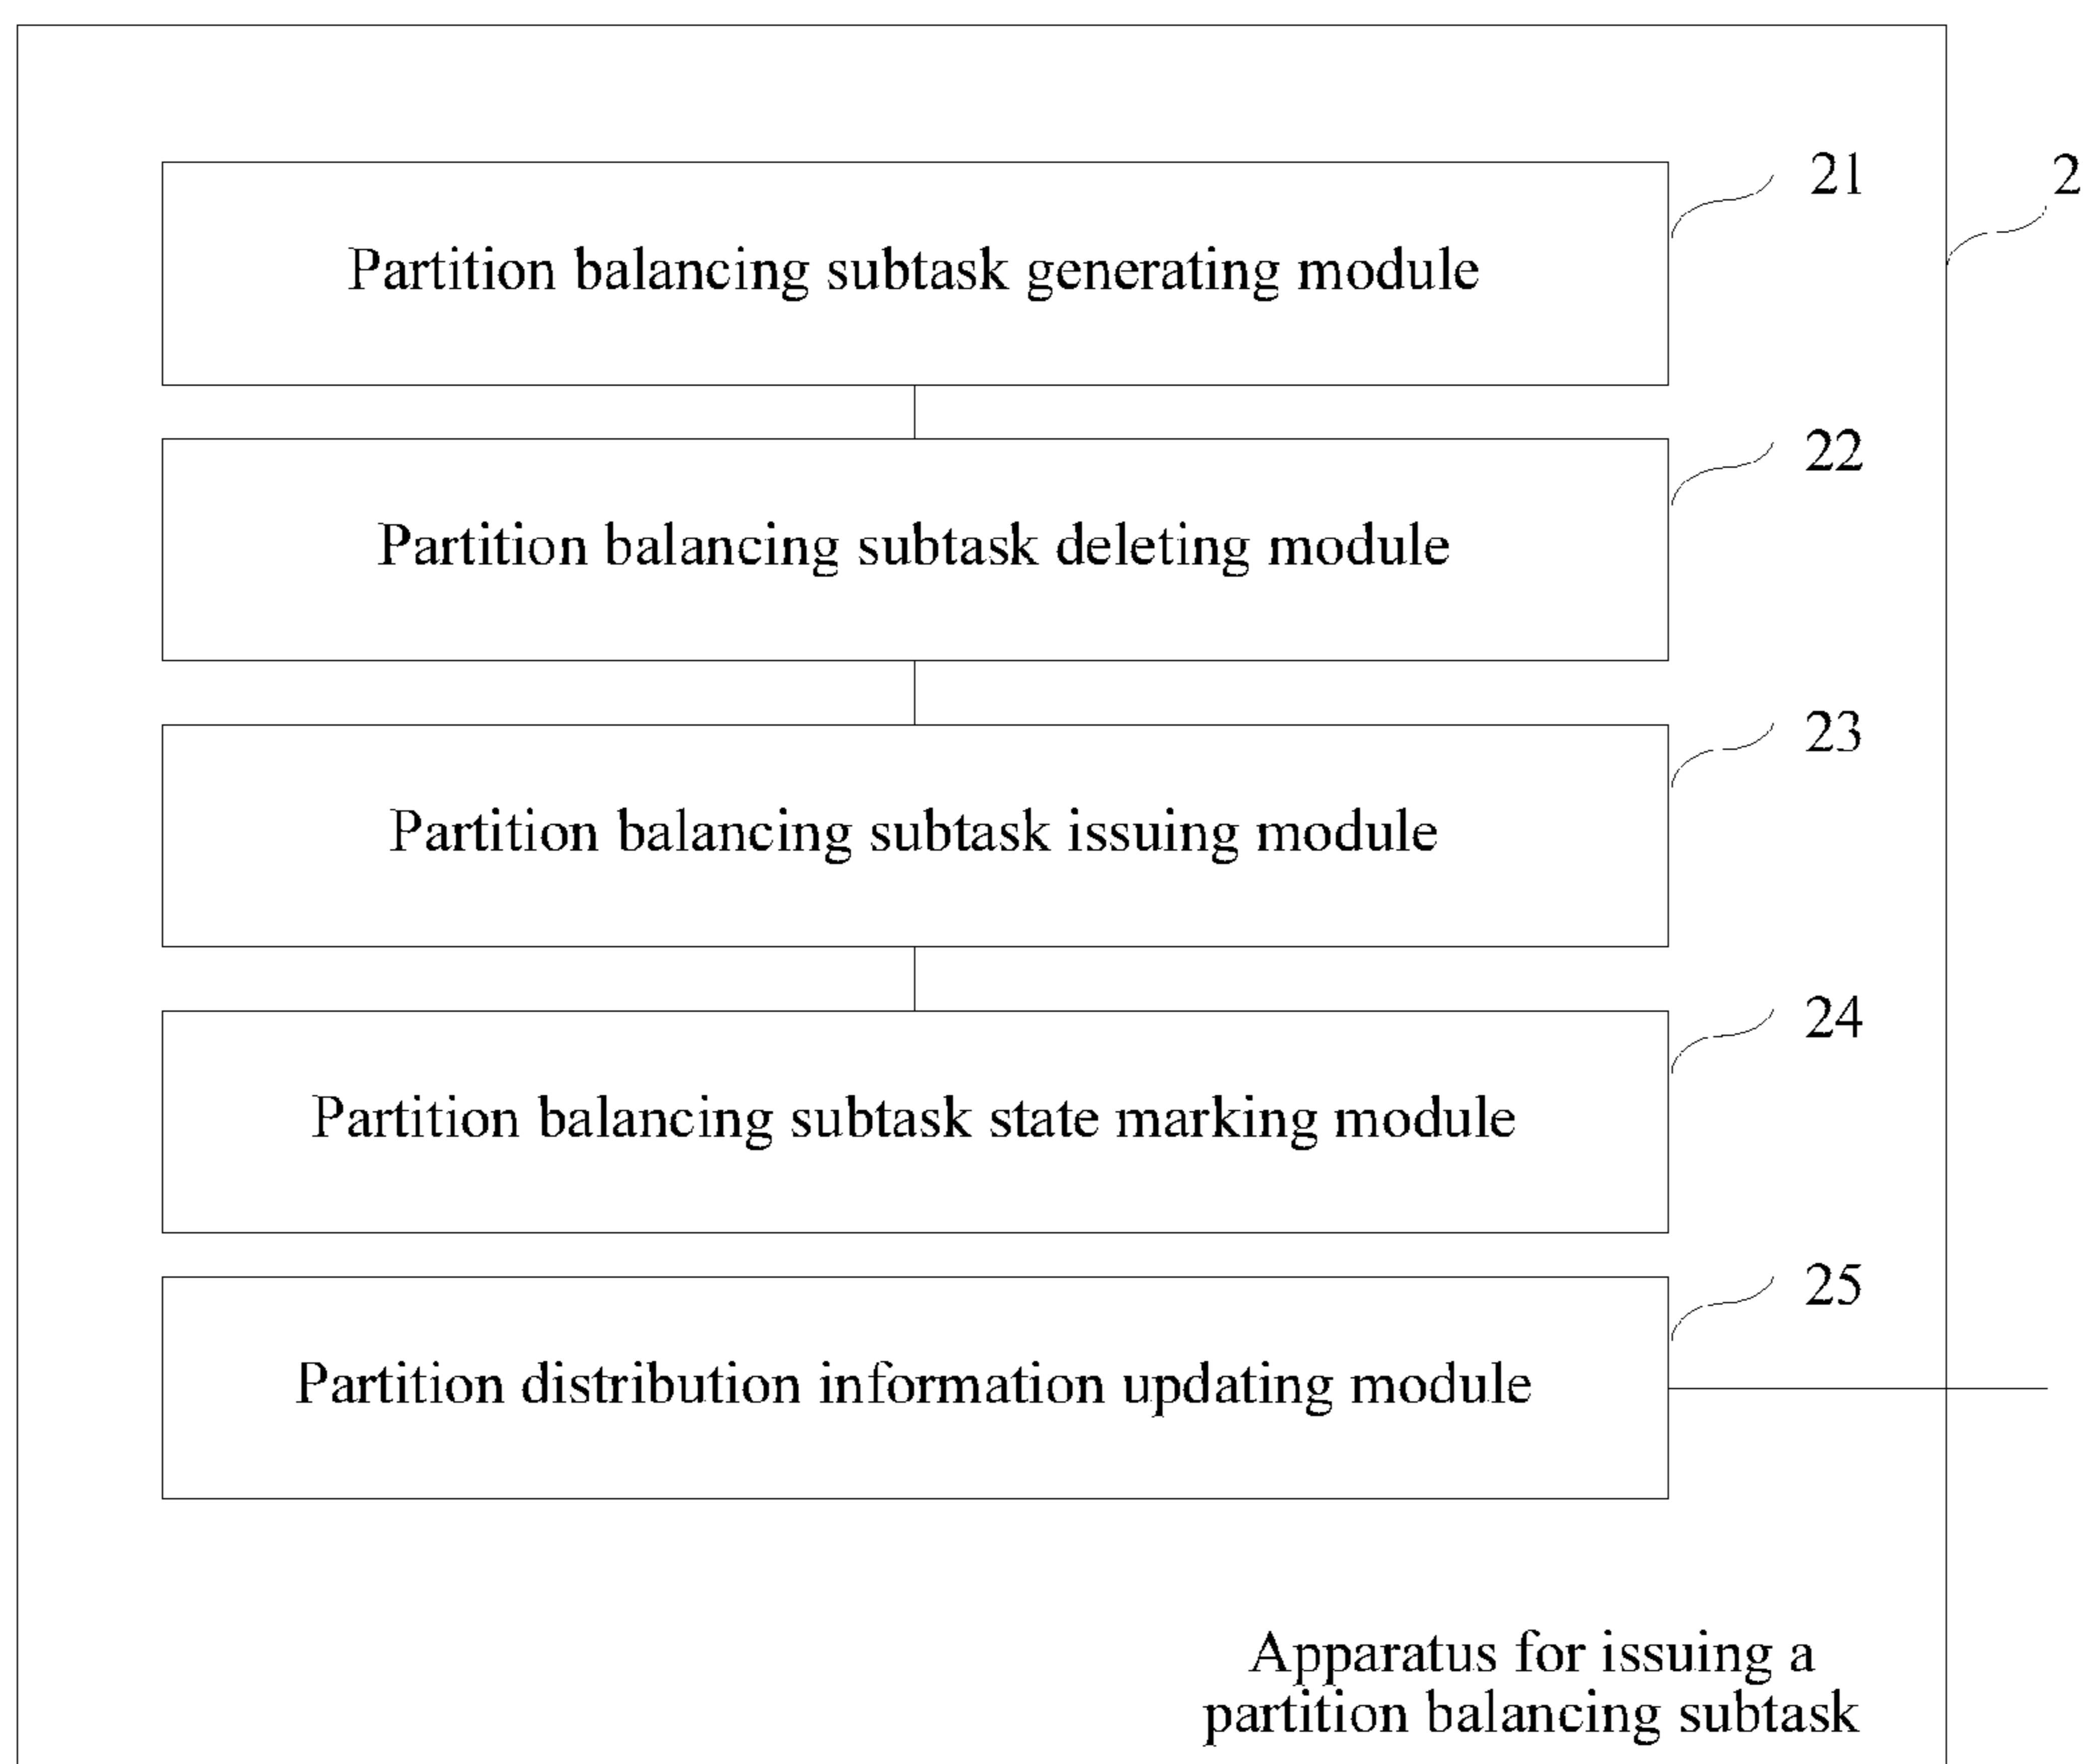 21
2
Partition balancing subtask generating module
22
Partition balancing subtask deleting module
23
Partition balancing subtask issuing module
24
Partition balancing subtask state marking module
25
Partition distribution information updating module
Apparatus for issuing a
partition balancing subtask